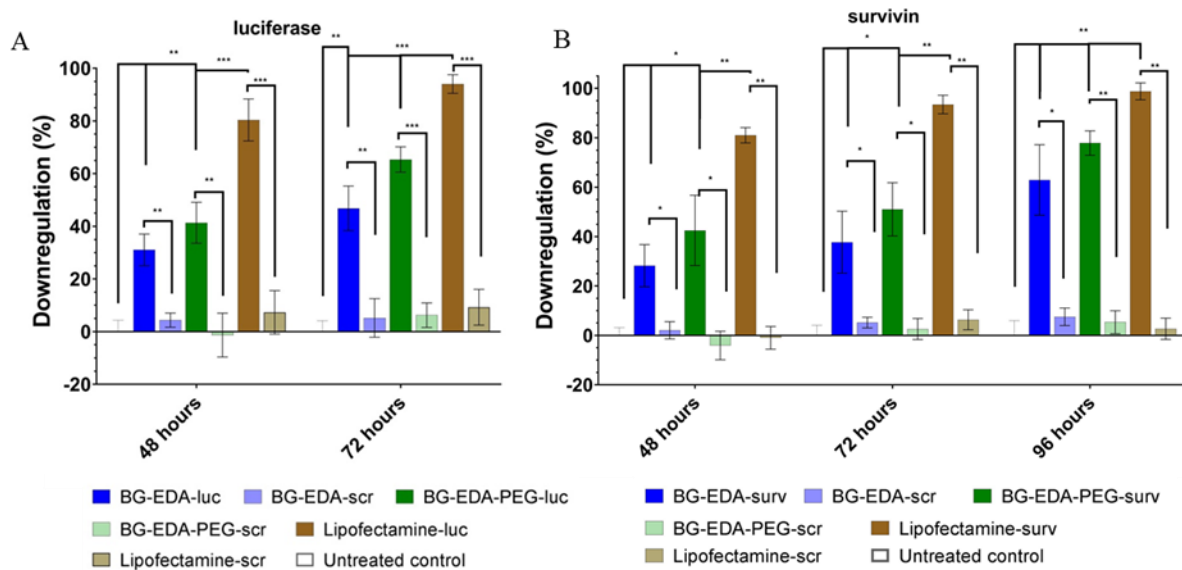 A
luciferase
** ** *** *** ** **
** *** *** *** ** ***
Downregulation (%)
100
80
60
40
20
0
-20
48 hours
72 hours
BG-EDA-luc BG-EDA-scr BG-EDA-PEG-luc
BG-EDA-PEG-scr Lipofectamine-luc
Lipofectamine-scr Untreated control
B
survivin
* ** ** * *
* ** ** * *
** ** * **
Downregulation (%)
100
80
60
40
20
0
-20
48 hours
72 hours
96 hours
BG-EDA-surv BG-EDA-scr BG-EDA-PEG-surv
BG-EDA-PEG-scr Lipofectamine-surv
Lipofectamine-scr Untreated control